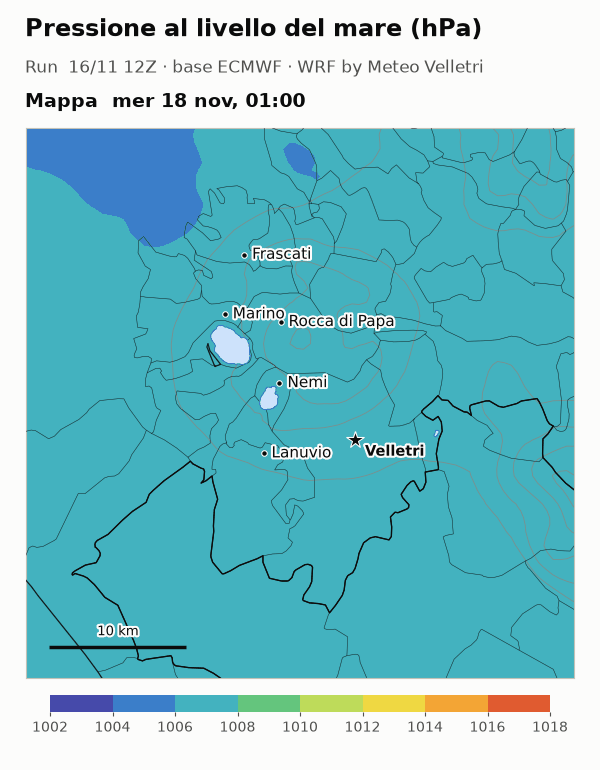 Pressione al livello del mare (hPa)
Run  16/11 12Z · base ECMWF · WRF by Meteo Velletri
Mappa  mer 18 nov, 01:00
Frascati
Marino
Rocca di Papa
Nemi
Velletri
Lanuvio
10 km
1002 1004 1006 1008 1010 1012 1014 1016 1018